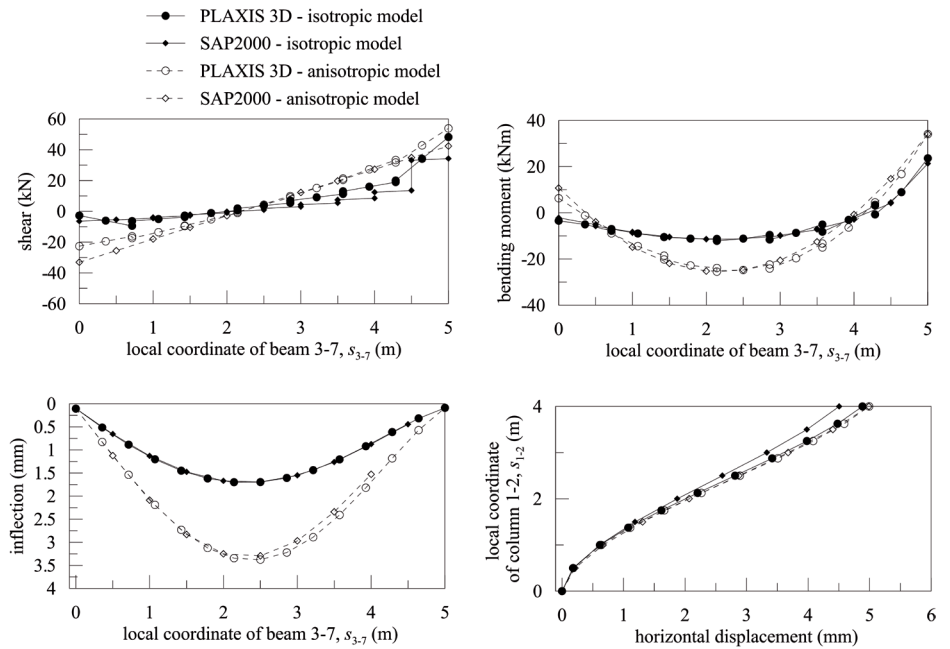 PLAXIS 3D - isotropic model
SAP2000 - isotropic model
PLAXIS 3D - anisotropic model
SAP2000 - anisotropic model
60
40
20
0
-20
-40
-60
shear (kN)
0 1 2 3 4 5
local coordinate of beam 3-7, s3-7 (m)
40
20
0
-20
-40
bending moment (kNm)
0 1 2 3 4 5
local coordinate of beam 3-7, s3-7 (m)
0
0.5
1
1.5
2
2.5
3
3.5
4
inflection (mm)
0 1 2 3 4 5
local coordinate of beam 3-7, s3-7 (m)
4
2
0
local coordinate
of column 1-2, s1-2 (m)
0 1 2 3 4 5 6
horizontal displacement (mm)